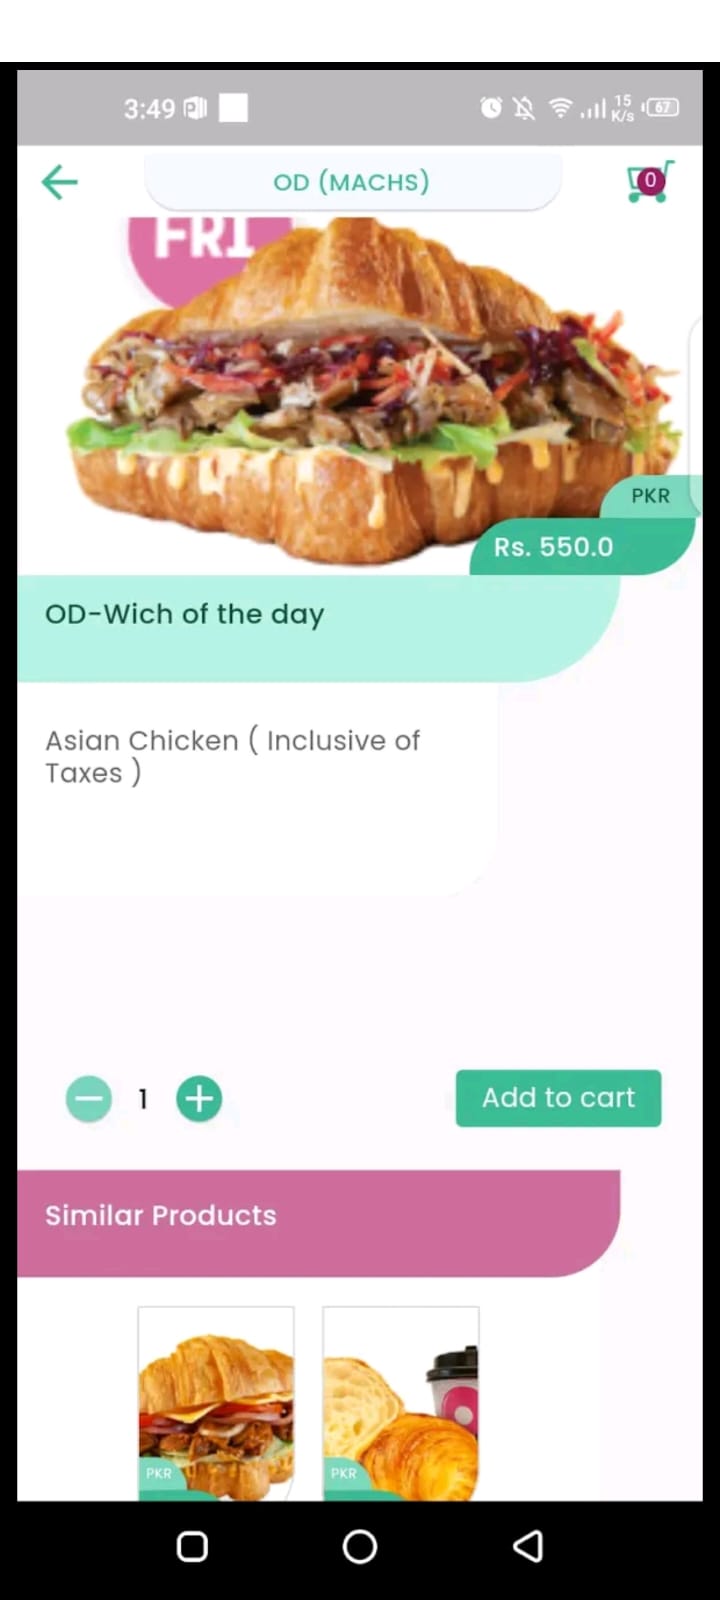 3:49
15
K/s
67
OD (MACHS)
0
FRI
PKR
Rs. 550.0
OD-Wich of the day
Asian Chicken ( Inclusive of
Taxes )
1
Add to cart
Similar Products
PKR
PKR